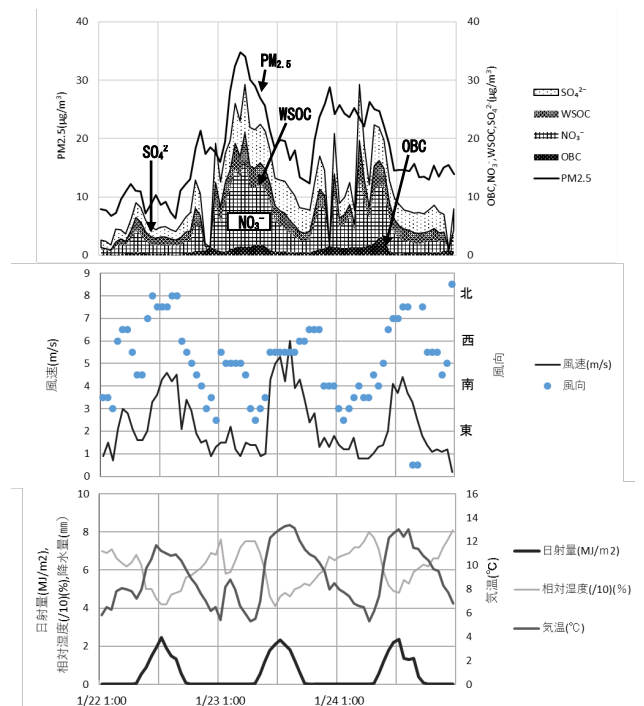 40
30
20
10
0
PM2.5(μg/m³)
40
30
20
10
0
OBC, NO₃⁻, WSOC, SO₄²⁻(μg/m³)
PM₂.₅
WSOC
SO₄²
OBC
NO₃⁻
SO₄²⁻
WSOC
NO₃⁻
OBC
PM2.5
9
8
7
6
5
4
3
2
1
0
風速(m/s)
北
西
南
東
風向
風速(m/s)
風向
10
8
6
4
2
0
日射量(MJ/m2),
相対湿度(/10)(%),降水量(mm)
16
14
12
10
8
6
4
2
0
気温(℃)
日射量(MJ/m2)
相対湿度(/10)(%)
気温(℃)
1/22 1:00
1/23 1:00
1/24 1:00